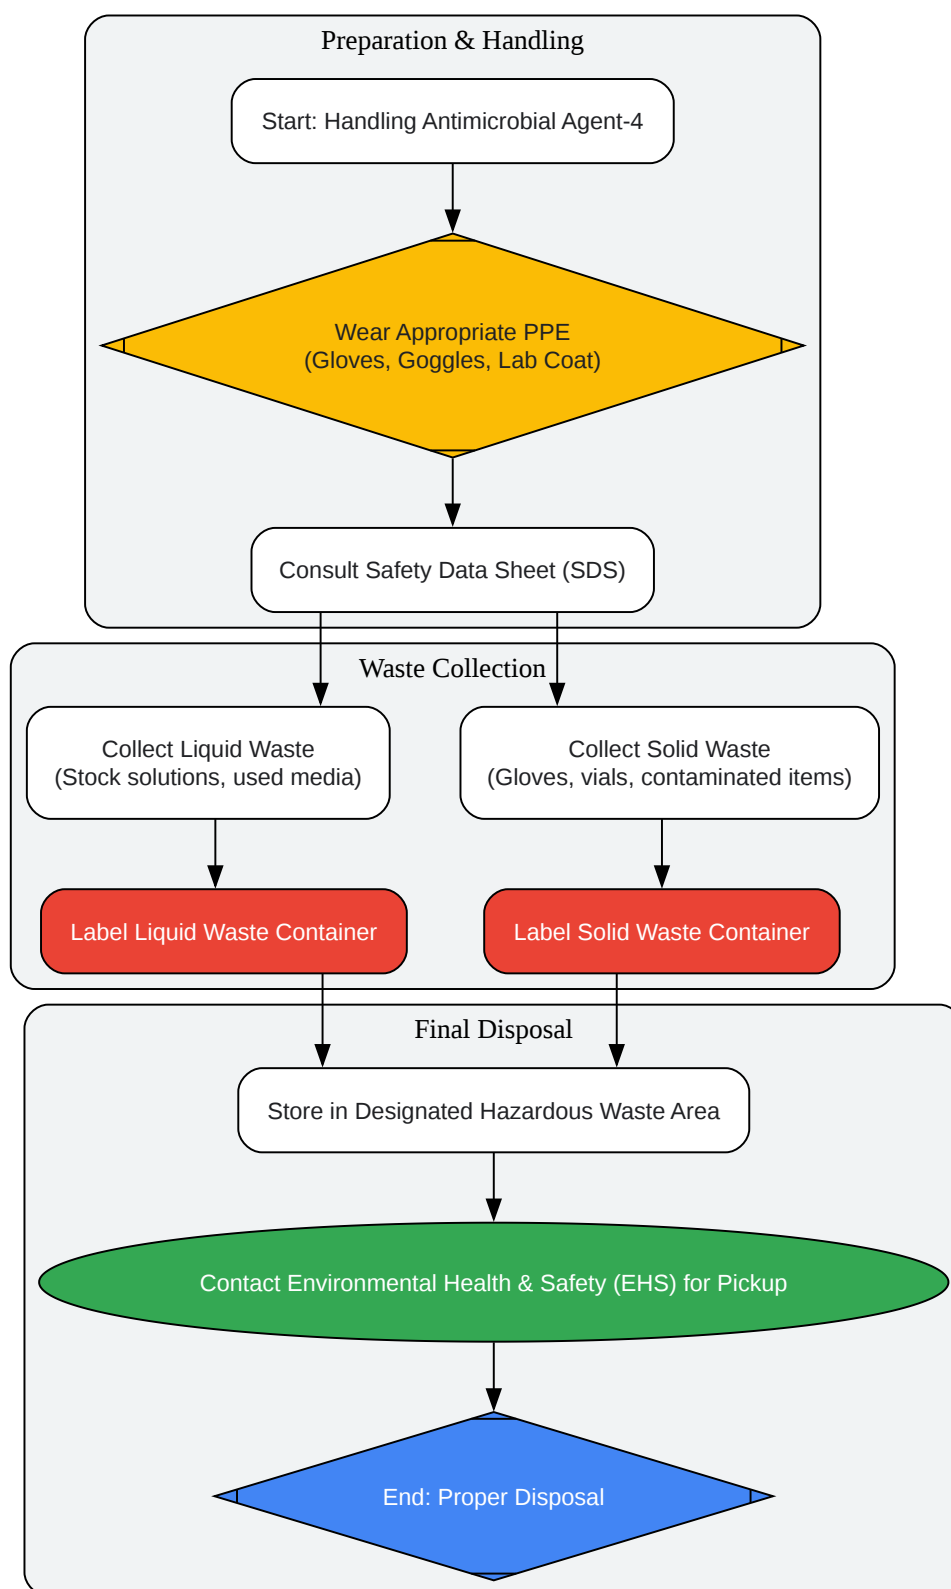 Preparation & Handling
Start: Handling Antimicrobial Agent-4
Wear Appropriate PPE
(Gloves, Goggles, Lab Coat)
Consult Safety Data Sheet (SDS)
Waste Collection
Collect Liquid Waste
(Stock solutions, used media)
Collect Solid Waste
(Gloves, vials, contaminated items)
Label Liquid Waste Container
Label Solid Waste Container
Final Disposal
Store in Designated Hazardous Waste Area
Contact Environmental Health & Safety (EHS) for Pickup
End: Proper Disposal